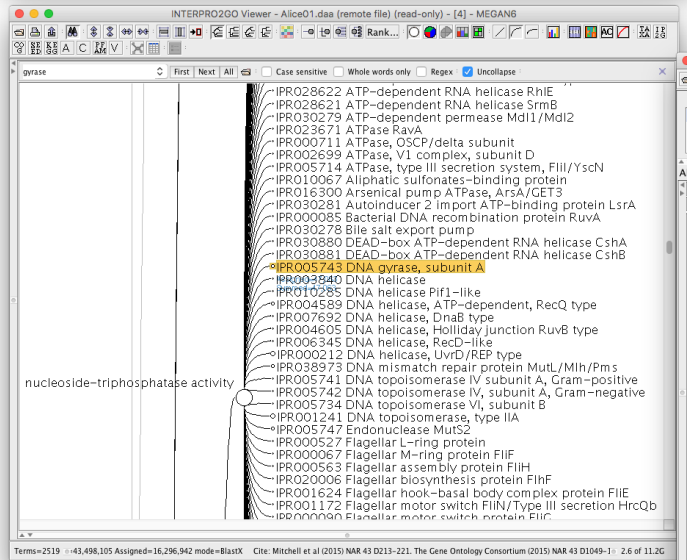 INTERPRO2GO Viewer - Alice01.daa (remote file) (read-only) - [4] - MEGAN6
Rank...
AC
A C V
gyrase First Next All Case sensitive Whole words only Regex Uncollapse
IPR028622 ATP-dependent RNA helicase RhlE
IPR028621 ATP-dependent RNA helicase SrmB
IPR030279 ATP-dependent permease Mdl1/Mdl2
IPR023671 ATPase RavA
IPR000711 ATPase, OSCP/delta subunit
IPR002699 ATPase, V1 complex, subunit D
IPR005714 ATPase, type III secretion system, FliI/YscN
IPR010067 Aliphatic sulfonates-binding protein
IPR016300 Arsenical pump ATPase, ArsA/GET3
IPR030281 Autoinducer 2 import ATP-binding protein LsrA
IPR000085 Bacterial DNA recombination protein RuvA
IPR030278 Bile salt export pump
IPR030880 DEAD-box ATP-dependent RNA helicase CshA
IPR030881 DEAD-box ATP-dependent RNA helicase CshB
IPR005743 DNA gyrase, subunit A
IPR003840 DNA helicase
IPR010285 DNA helicase Pif1-like
IPR004589 DNA helicase, ATP-dependent, RecQ type
IPR007692 DNA helicase, DnaB type
IPR004605 DNA helicase, Holliday junction RuvB type
IPR006345 DNA helicase, RecD-like
IPR000212 DNA helicase, UvrD/REP type
IPR038973 DNA mismatch repair protein MutL/Mlh/Pms
IPR005741 DNA topoisomerase IV subunit A, Gram-positive
nucleoside-triphosphatase activity
IPR005742 DNA topoisomerase IV, subunit A, Gram-negative
IPR005734 DNA topoisomerase VI, subunit B
IPR001241 DNA topoisomerase, type IIA
IPR005747 Endonuclease MutS2
IPR000527 Flagellar L-ring protein
IPR000067 Flagellar M-ring protein FliF
IPR000563 Flagellar assembly protein FliH
IPR020006 Flagellar biosynthesis protein FlhF
IPR001624 Flagellar hook-basal body complex protein FliE
IPR001172 Flagellar motor switch FliN/Type III secretion HrcQb
IPR000090 Flagellar motor switch protein FliG
Terms=2519 43,498,105 Assigned=16,296,942 mode=BlastX Cite: Mitchell et al (2015) NAR 43 D213-221. The Gene Ontology Consortium (2015) NAR 43 D1049-1 2.6 of 11.2G